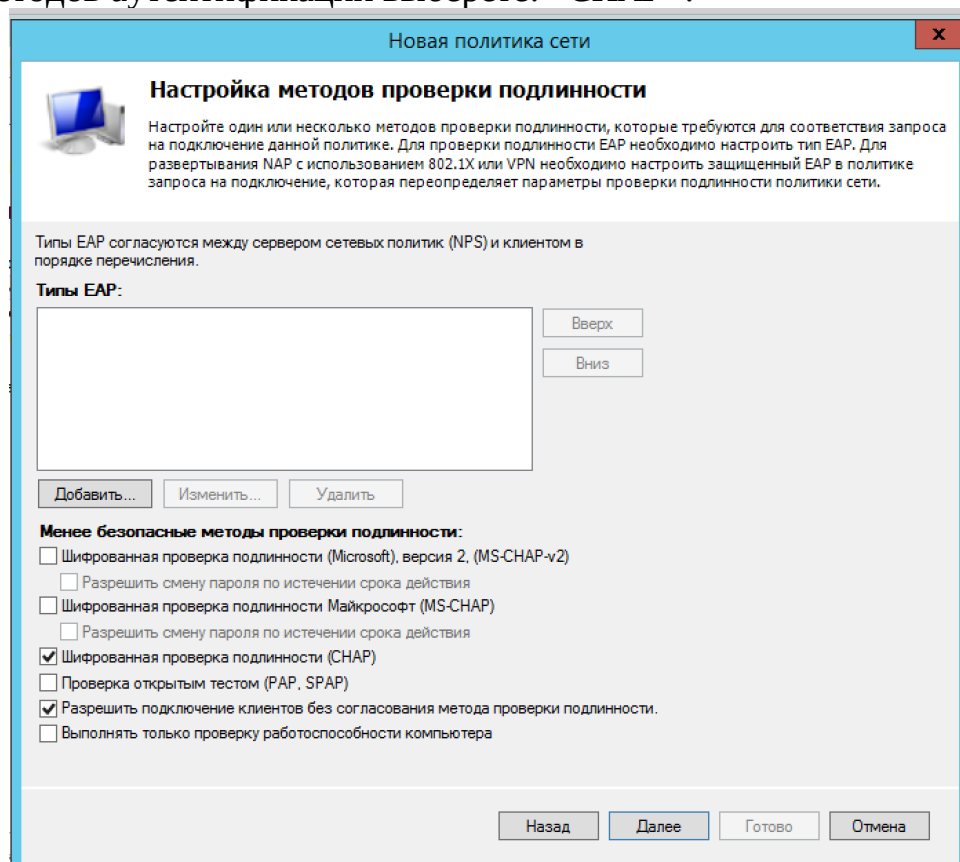 Новая политика сети
x
Настройка методов проверки подлинности
Настройте один или несколько методов проверки подлинности, которые требуются для соответствия запроса
на подключение данной политике. Для проверки подлинности EAP необходимо настроить тип EAP. Для
развертывания NAP с использованием 802.1X или VPN необходимо настроить защищенный EAP в политике
запроса на подключение, которая переопределяет параметры проверки подлинности политики сети.
Типы EAP согласуются между сервером сетевых политик (NPS) и клиентом в
порядке перечисления.
Типы EAP:
Вверх
Вниз
Добавить... Изменить... Удалить
Менее безопасные методы проверки подлинности:
Шифрованная проверка подлинности (Microsoft), версия 2, (MS-CHAP-v2)
Разрешить смену пароля по истечении срока действия
Шифрованная проверка подлинности Майкрософт (MS-CHAP)
Разрешить смену пароля по истечении срока действия
Шифрованная проверка подлинности (CHAP)
Проверка открытым тестом (PAP, SPAP)
Разрешить подключение клиентов без согласования метода проверки подлинности.
Выполнять только проверку работоспособности компьютера
Назад Далее Готово Отмена